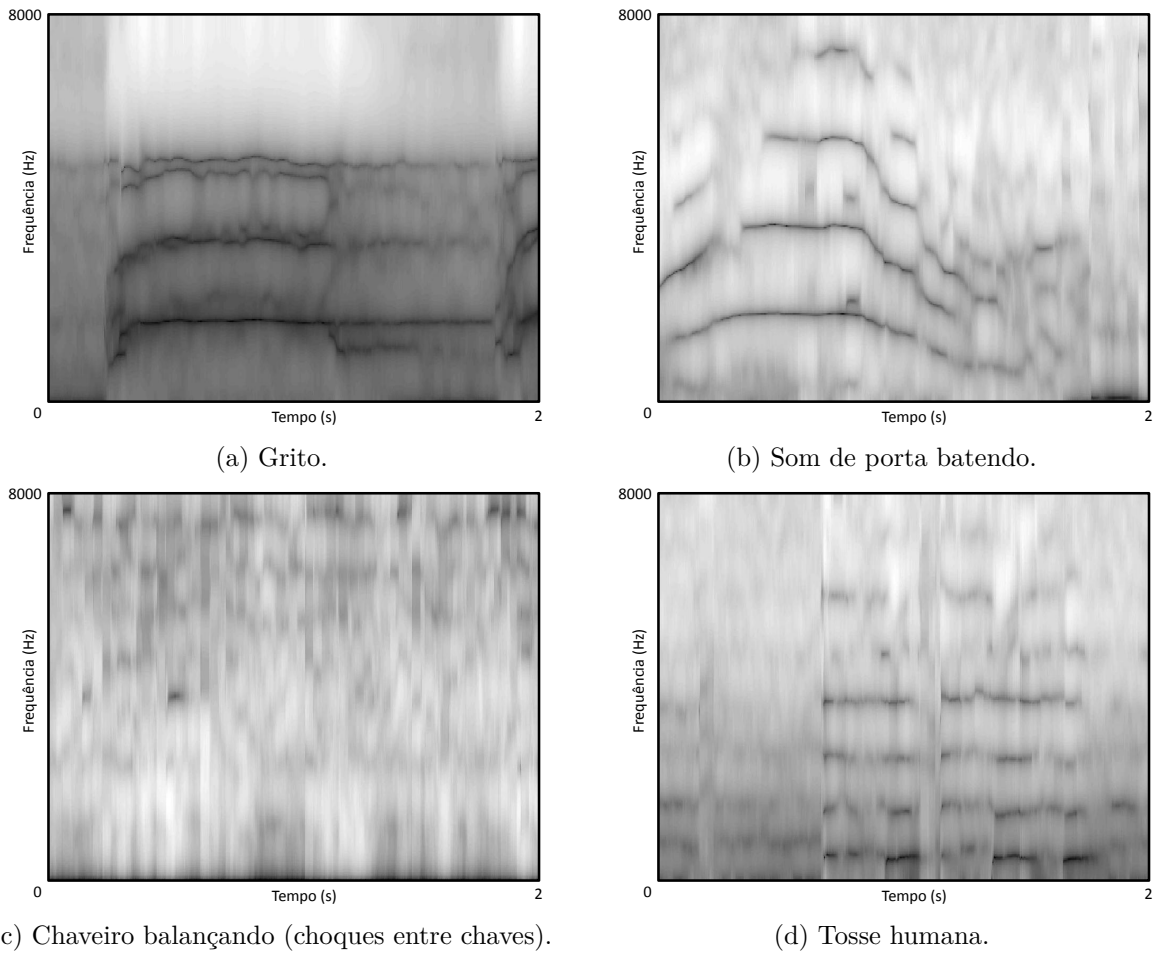 8000
8000
Frequência (Hz)
Frequência (Hz)
0
Tempo (s)
2
0
Tempo (s)
2
(a) Grito.
(b) Som de porta batendo.
8000
8000
Frequência (Hz)
Frequência (Hz)
0
Tempo (s)
2
0
Tempo (s)
2
c) Chaveiro balançando (choques entre chaves).
(d) Tosse humana.